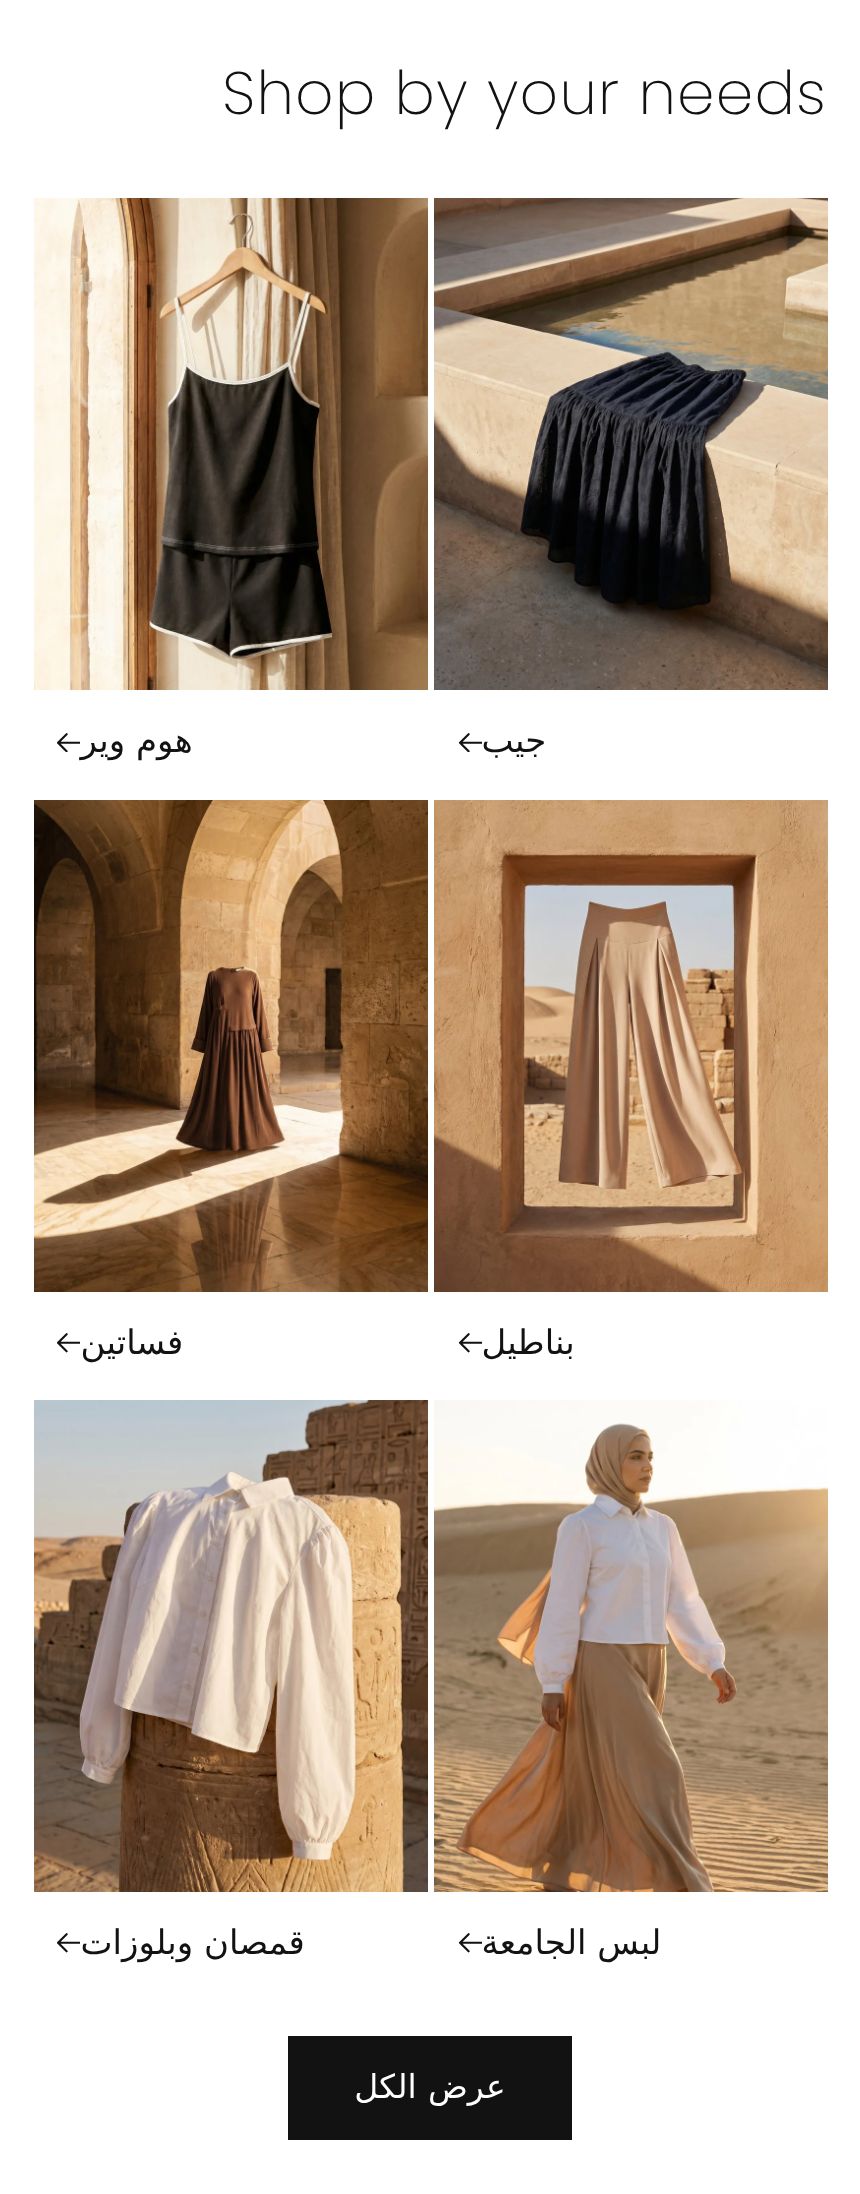 Shop by your needs
جيب
هوم وير
بناطيل
فساتين
لبس الجامعة
قمصان وبلوزات
عرض الكل